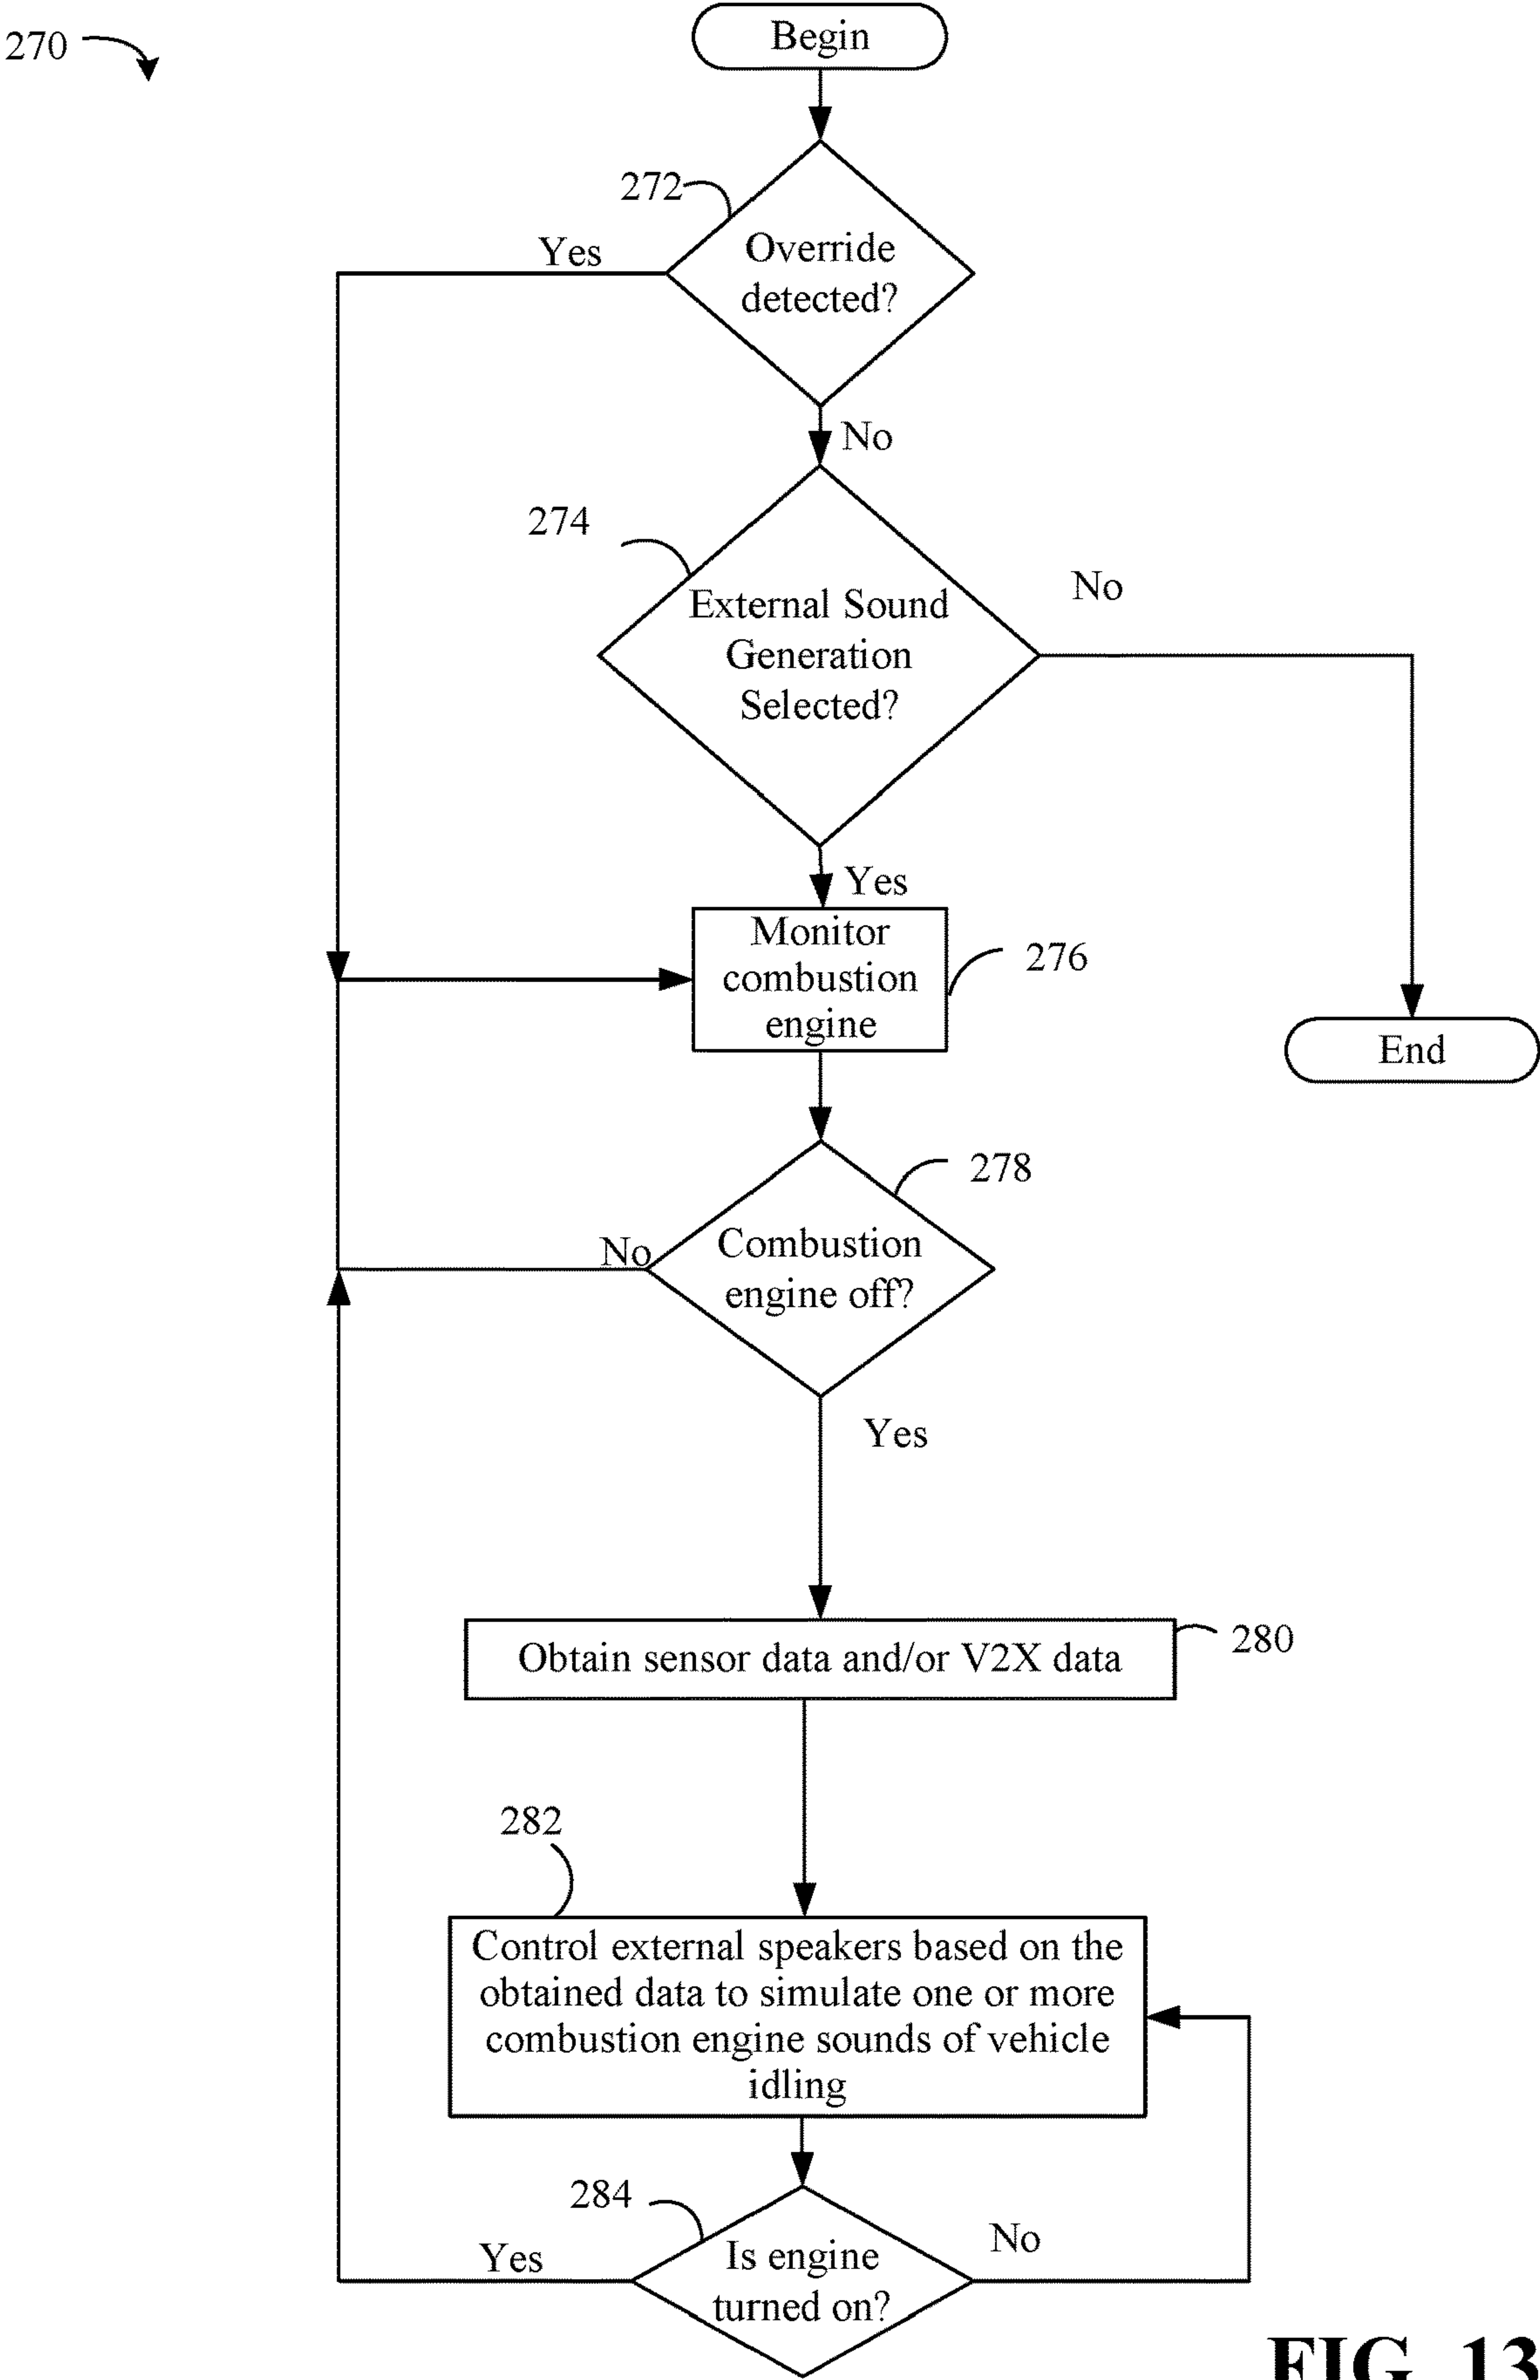 270
Begin
272
Yes
Override
detected?
No
274
External Sound
Generation
Selected?
No
Yes
Monitor
combustion
engine
276
End
278
No
Combustion
engine off?
Yes
Obtain sensor data and/or V2X data
280
282
Control external speakers based on the
obtained data to simulate one or more
combustion engine sounds of vehicle
idling
284
Yes
Is engine
turned on?
No
FIG. 13